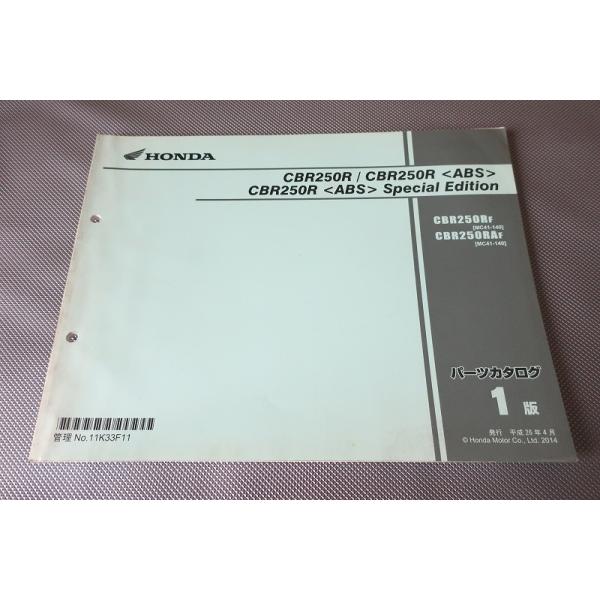 HONDA
CBR250R / CBR250R <ABS>
CBR250R <ABS> Special Edition
CBR250RF
[MC41-140]
CBR250RAF
[MC41-140]
パーツカタログ
1 版
発行 平成 26 年 4 月
© Honda Motor Co., Ltd. 2014
管理 No.11K33F11